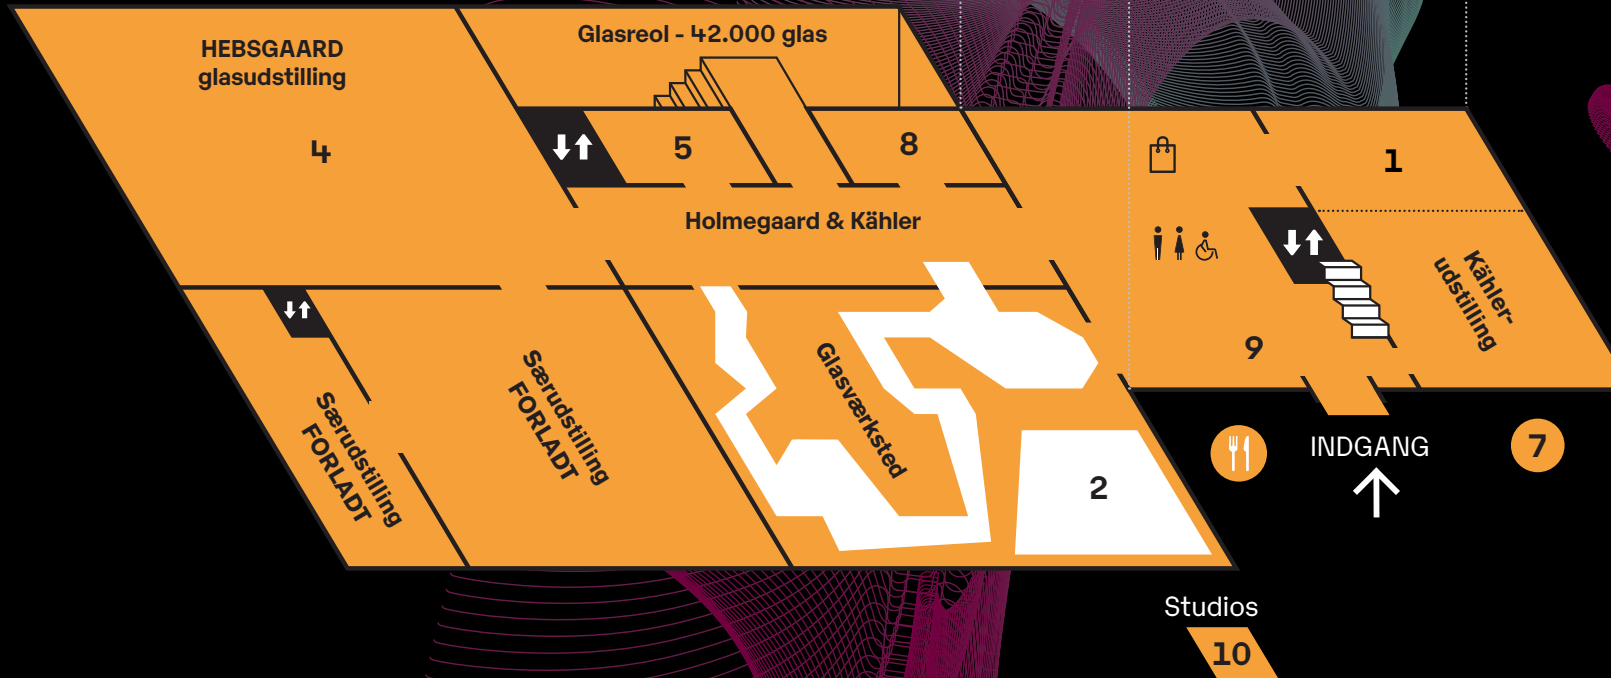 HEBSGAARD
glasudstilling
4
Glasreol - 42.000 glas
5
8
1
Holmegaard & Kähler
Kähler-
udstilling
9
Særudstilling
FORLADT
Særudstilling
FORLADT
Glasværksted
2
INDGANG
7
Studios
10